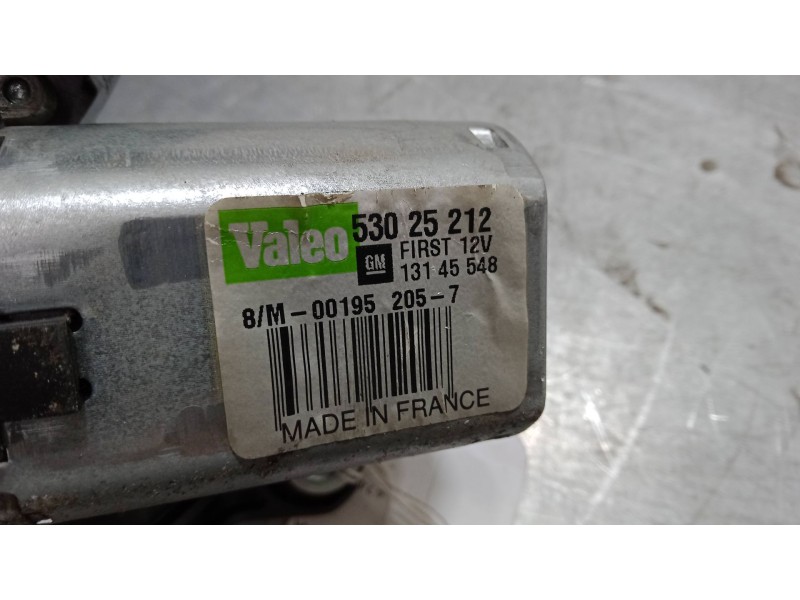 Valeo 530 25 212
FIRST 12V
GM 131 45 548
8/M-00195 205-7
MADE IN FRANCE